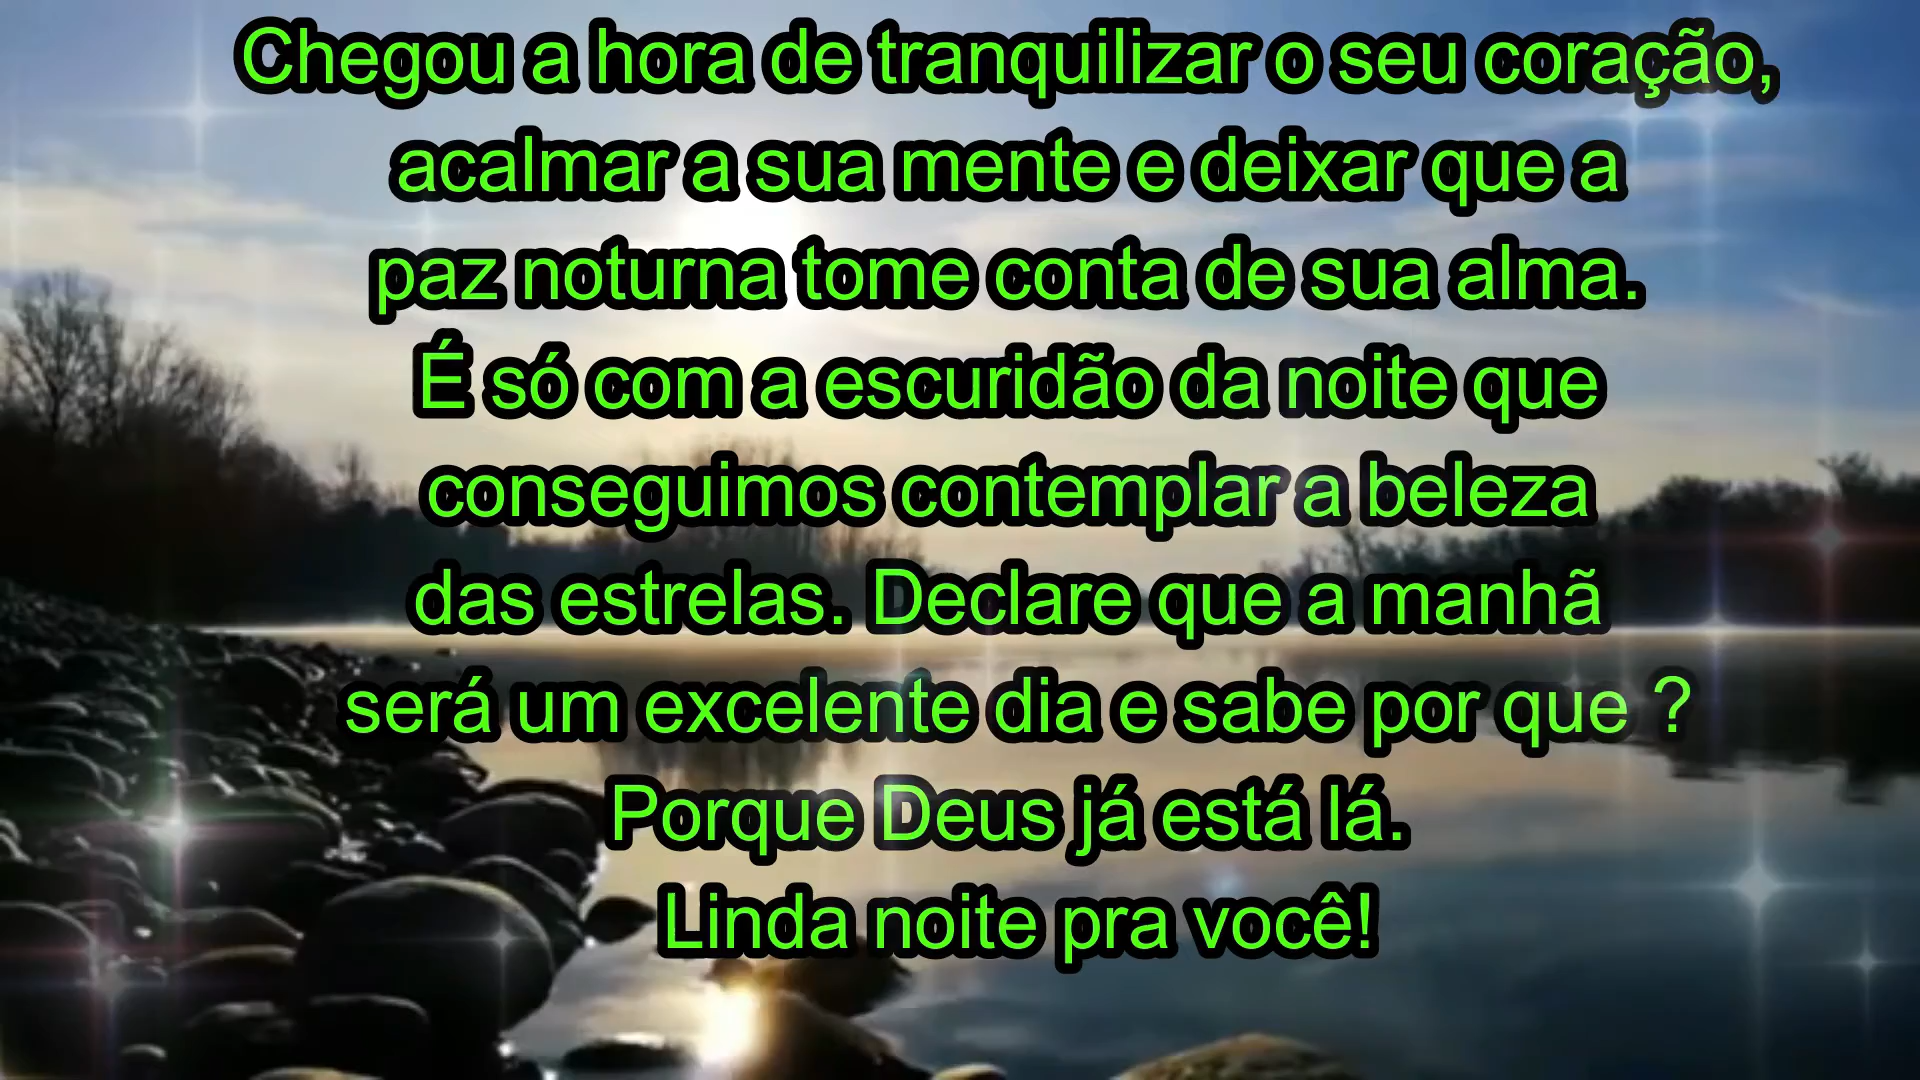 Chegou a hora de tranquilizar o seu coração,
acalmar a sua mente e deixar que a
paz noturna tome conta de sua alma.
É só com a escuridão da noite que
conseguimos contemplar a beleza
das estrelas. Declare que a manhã
será um excelente dia e sabe por que ?
Porque Deus já está lá.
Linda noite pra você!